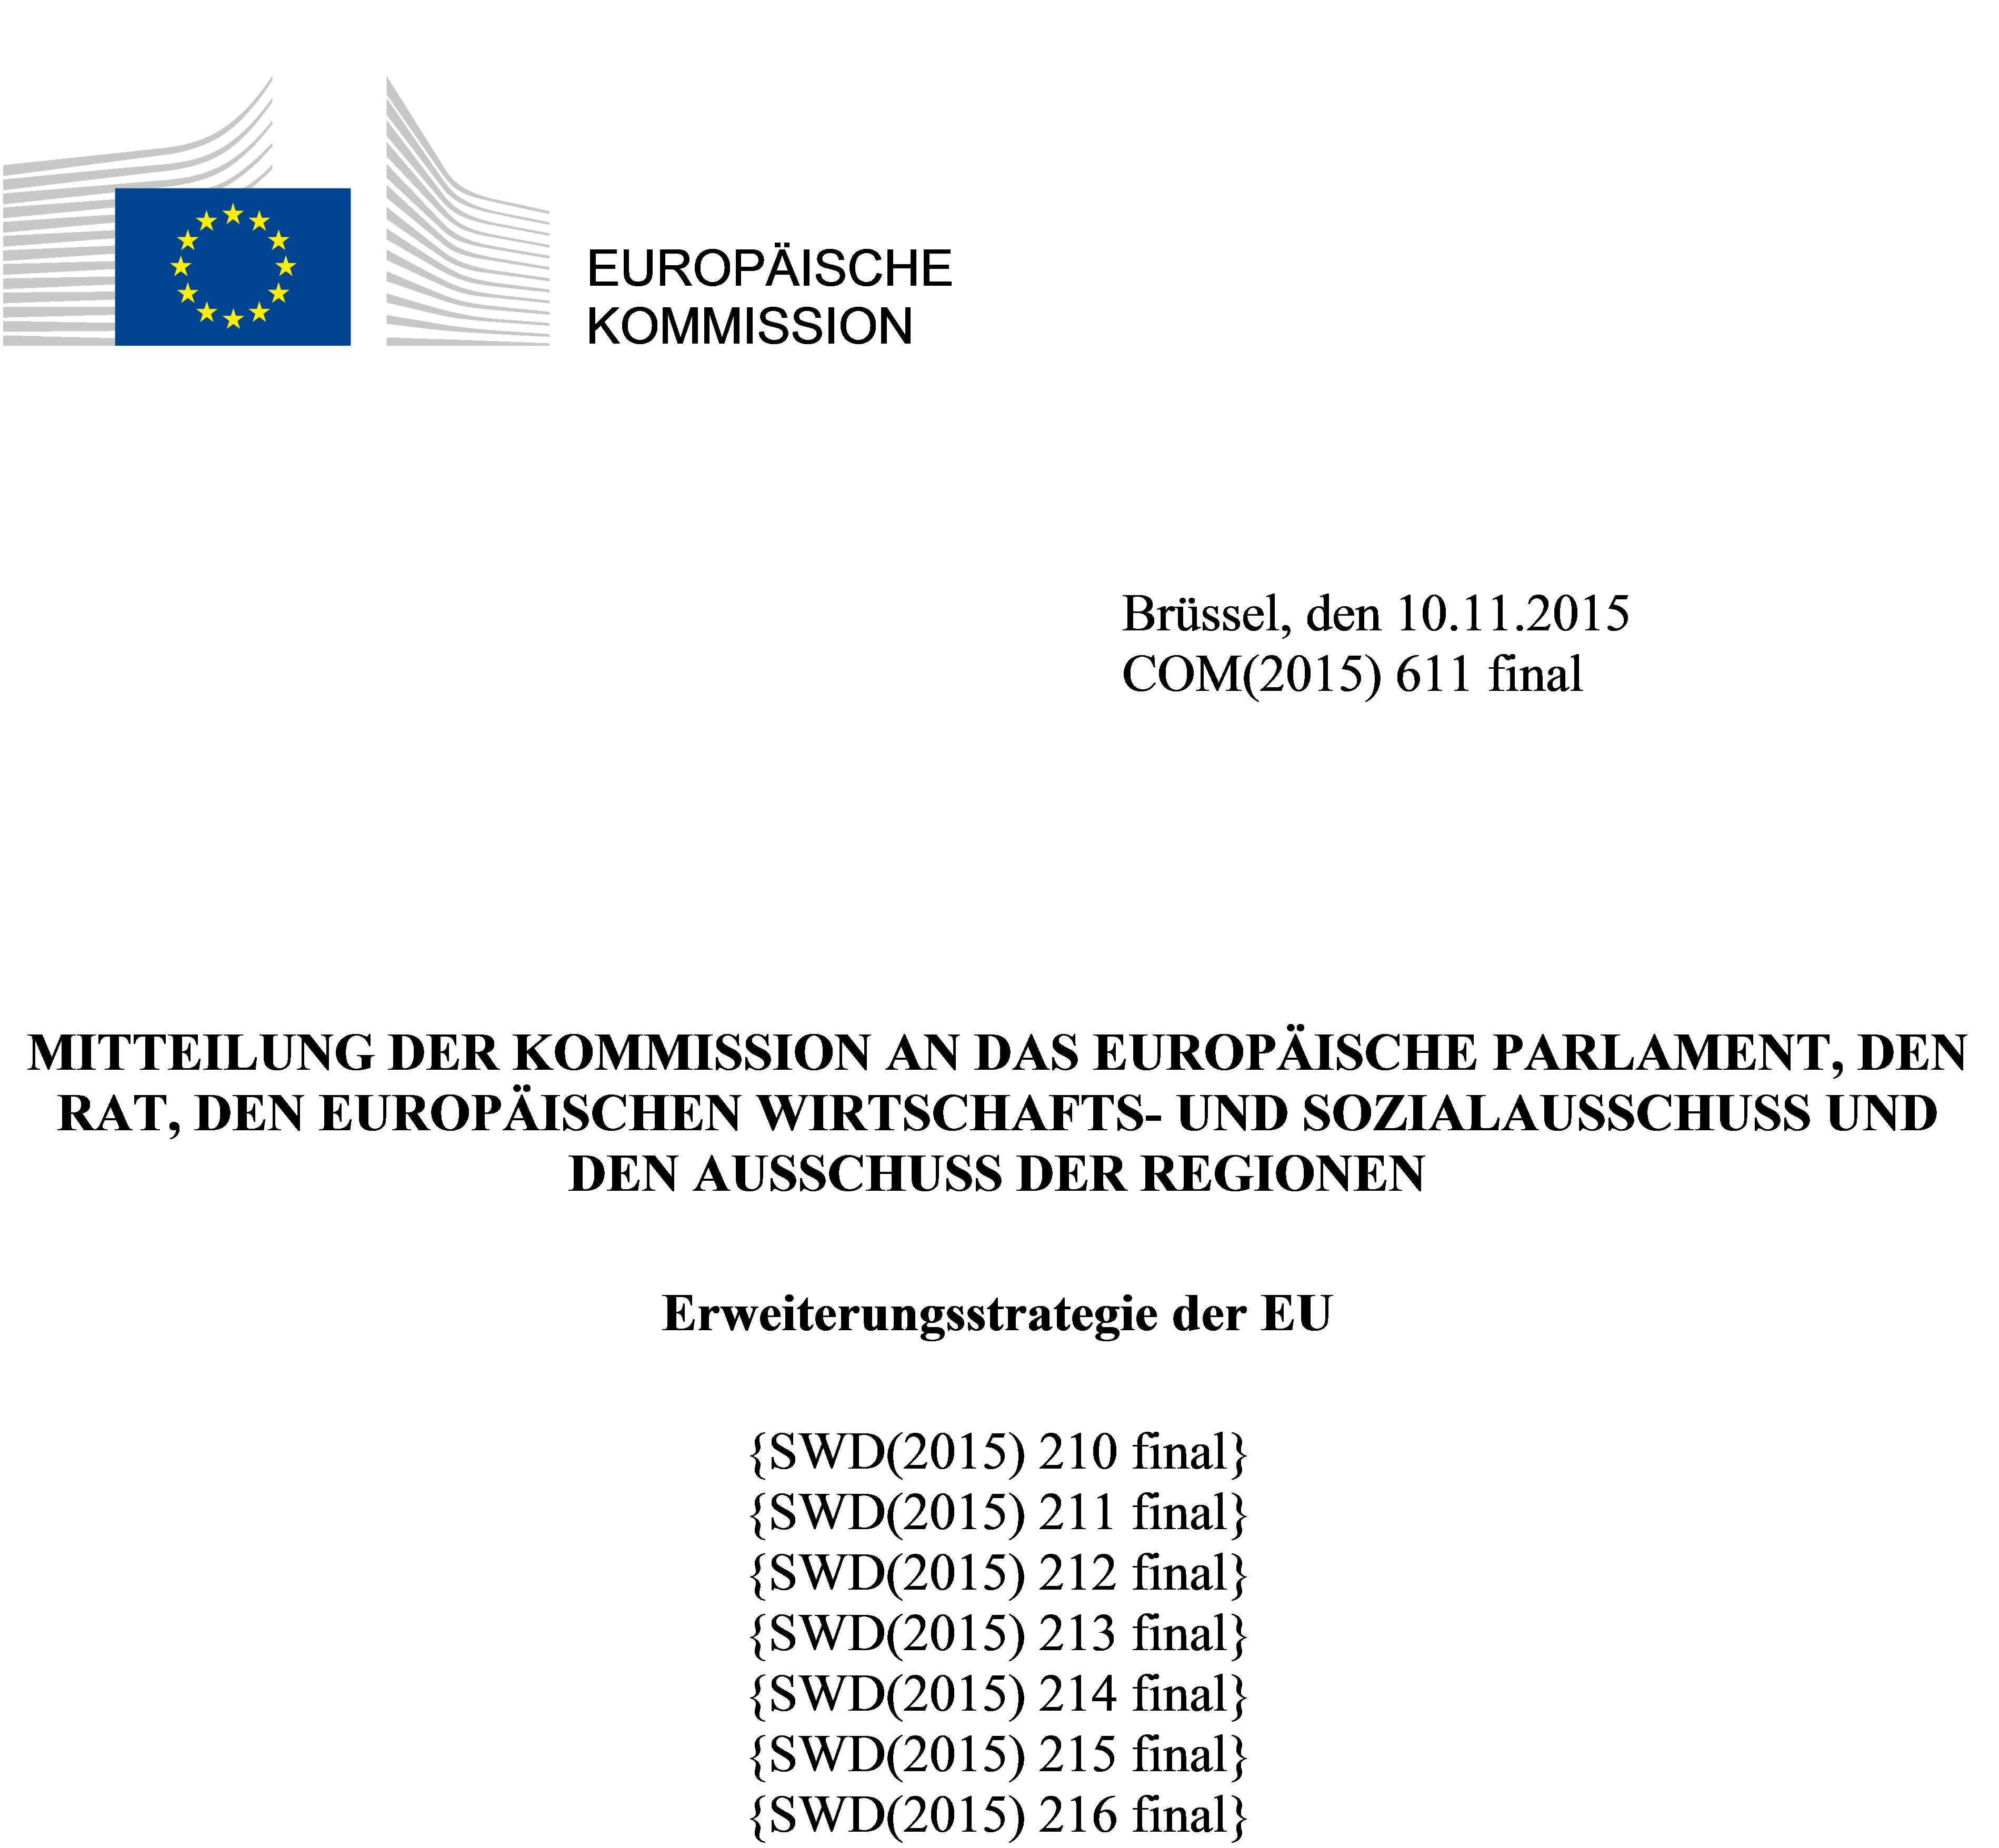 EUROPÄISCHE
KOMMISSION
Brüssel, den 10.11.2015
COM(2015) 611 final
MITTEILUNG DER KOMMISSION AN DAS EUROPÄISCHE PARLAMENT, DEN
RAT, DEN EUROPÄISCHEN WIRTSCHAFTS- UND SOZIALAUSSCHUSS UND
DEN AUSSCHUSS DER REGIONEN
Erweiterungsstrategie der EU
{SWD(2015) 210 final}
{SWD(2015) 211 final}
{SWD(2015) 212 final}
{SWD(2015) 213 final}
{SWD(2015) 214 final}
{SWD(2015) 215 final}
{SWD(2015) 216 final}